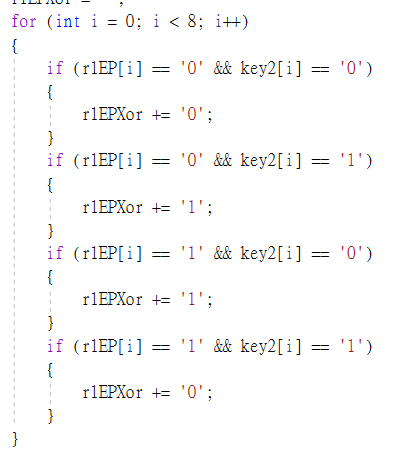 for (int i = 0; i < 8; i++)
{
    if (r1EP[i] == '0' && key2[i] == '0')
    {
        r1EPXor += '0';
    }
    if (r1EP[i] == '0' && key2[i] == '1')
    {
        r1EPXor += '1';
    }
    if (r1EP[i] == '1' && key2[i] == '0')
    {
        r1EPXor += '1';
    }
    if (r1EP[i] == '1' && key2[i] == '1')
    {
        r1EPXor += '0';
    }
}